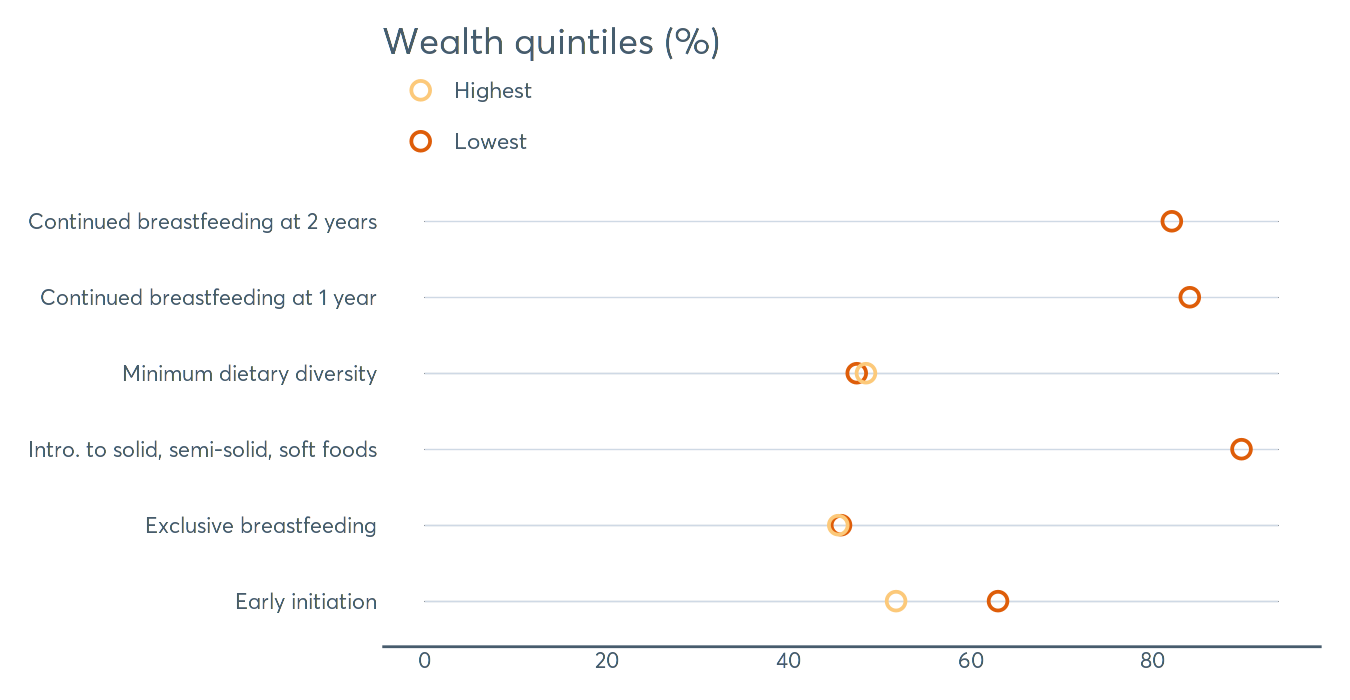 Wealth quintiles (%)
Highest
Lowest
Continued breastfeeding at 2 years
Continued breastfeeding at 1 year
Minimum dietary diversity
Intro. to solid, semi-solid, soft foods
Exclusive breastfeeding
Early initiation
0 20 40 60 80